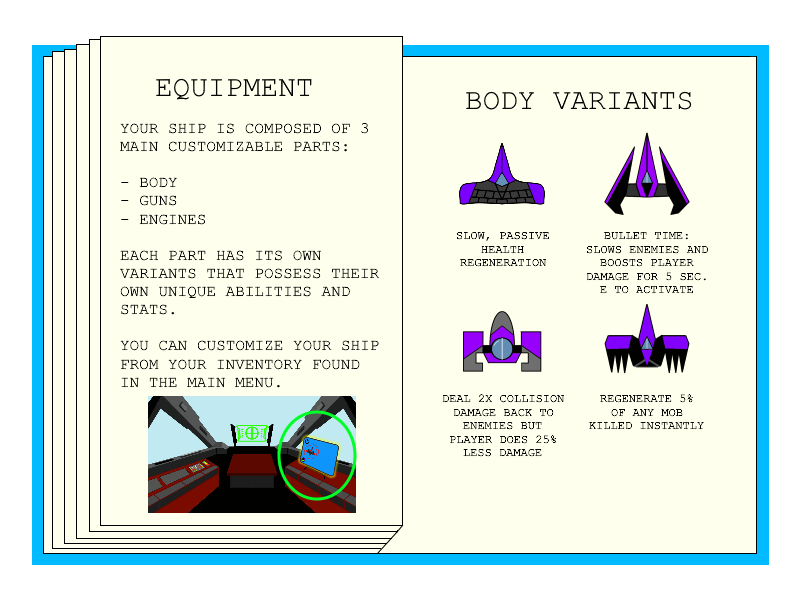 EQUIPMENT
YOUR SHIP IS COMPOSED OF 3
MAIN CUSTOMIZABLE PARTS:
- BODY
- GUNS
- ENGINES
EACH PART HAS ITS OWN
VARIANTS THAT POSSESS THEIR
OWN UNIQUE ABILITIES AND
STATS.
YOU CAN CUSTOMIZE YOUR SHIP
FROM YOUR INVENTORY FOUND
IN THE MAIN MENU.
BODY VARIANTS
SLOW, PASSIVE
HEALTH
REGENERATION
BULLET TIME:
SLOWS ENEMIES AND
BOOSTS PLAYER
DAMAGE FOR 5 SEC.
E TO ACTIVATE
DEAL 2X COLLISION
DAMAGE BACK TO
ENEMIES BUT
PLAYER DOES 25%
LESS DAMAGE
REGENERATE 5%
OF ANY MOB
KILLED INSTANTLY